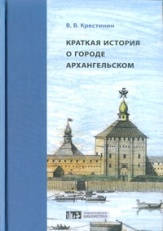 В. В. Крестинин
КРАТКАЯ ИСТОРИЯ
О ГОРОДЕ
АРХАНГЕЛЬСКОМ